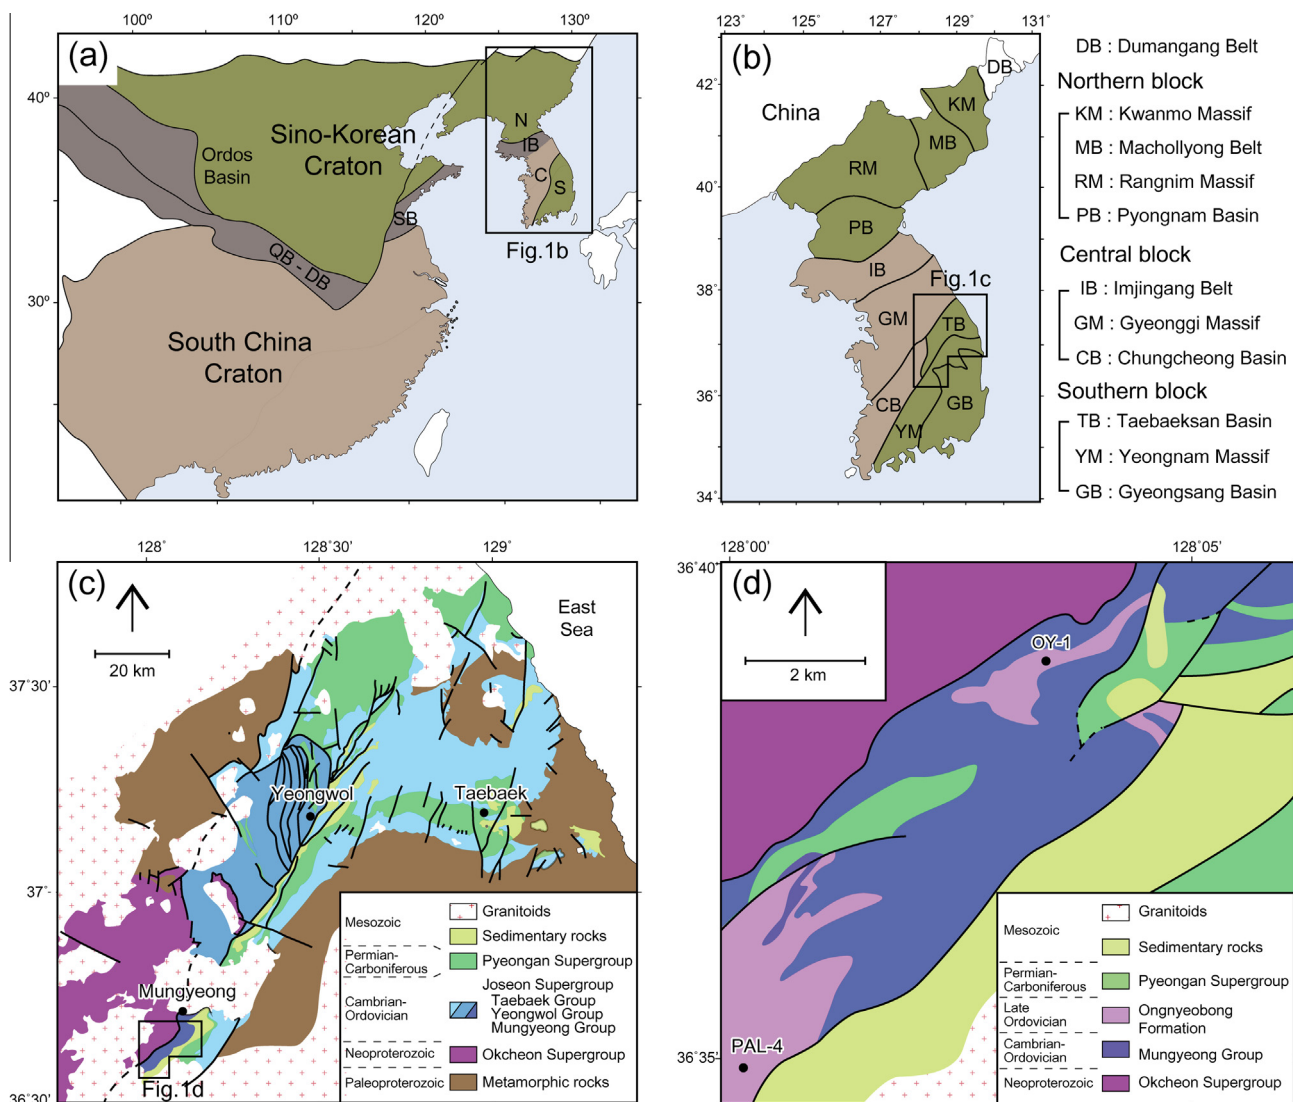 100º
120º
130º
(a)
40º
30º
Sino-Korean
Craton
Ordos
Basin
N
IB
C
S
SB
QB - DB
Fig.1b
South China
Craton
123º
125º
127º
129º
131º
(b)
42˚
40˚
38˚
36˚
34˚
China
DB
KM
MB
RM
PB
IB
Fig.1c
GM
TB
CB
GB
YM
DB : Dumangang Belt
Northern block
KM : Kwanmo Massif
MB : Machollyong Belt
RM : Rangnim Massif
PB : Pyongnam Basin
Central block
IB : Imjingang Belt
GM : Gyeonggi Massif
CB : Chungcheong Basin
Southern block
TB : Taebaeksan Basin
YM : Yeongnam Massif
GB : Gyeongsang Basin
128˚
128˚30'
129˚
(c)
20 km
East
Sea
37˚30'
37˚
36˚30'
Yeongwol
Taebaek
Mungyeong
Fig.1d
Mesozoic
Granitoids
Sedimentary rocks
Permian-
Carboniferous
Pyeongan Supergroup
Cambrian-
Ordovician
Joseon Supergroup
Taebaek Group
Yeongwol Group
Mungyeong Group
Neoproterozoic
Okcheon Supergroup
Paleoproterozoic
Metamorphic rocks
128˚00'
128˚05'
36˚40'
36˚35'
(d)
2 km
OY-1
PAL-4
Mesozoic
Granitoids
Sedimentary rocks
Permian-
Carboniferous
Pyeongan Supergroup
Late
Ordovician
Ongnyeobong
Formation
Cambrian-
Ordovician
Mungyeong Group
Neoproterozoic
Okcheon Supergroup